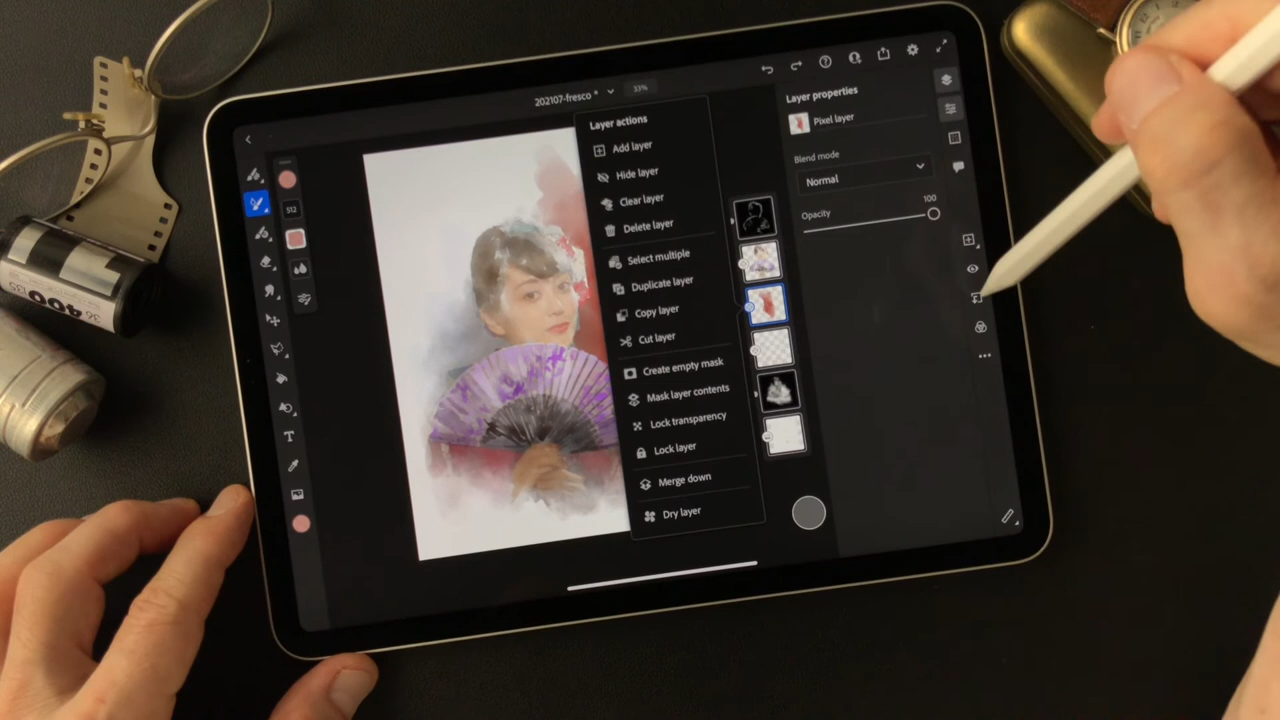 202107-fresco *
33%
Layer actions
Add layer
Hide layer
Clear layer
Delete layer
Select multiple
Duplicate layer
Copy layer
Cut layer
Create empty mask
Mask layer contents
Lock transparency
Lock layer
Merge down
Dry layer
Layer properties
Pixel layer
Blend mode
Normal
Opacity
100
512
T
400
36
135